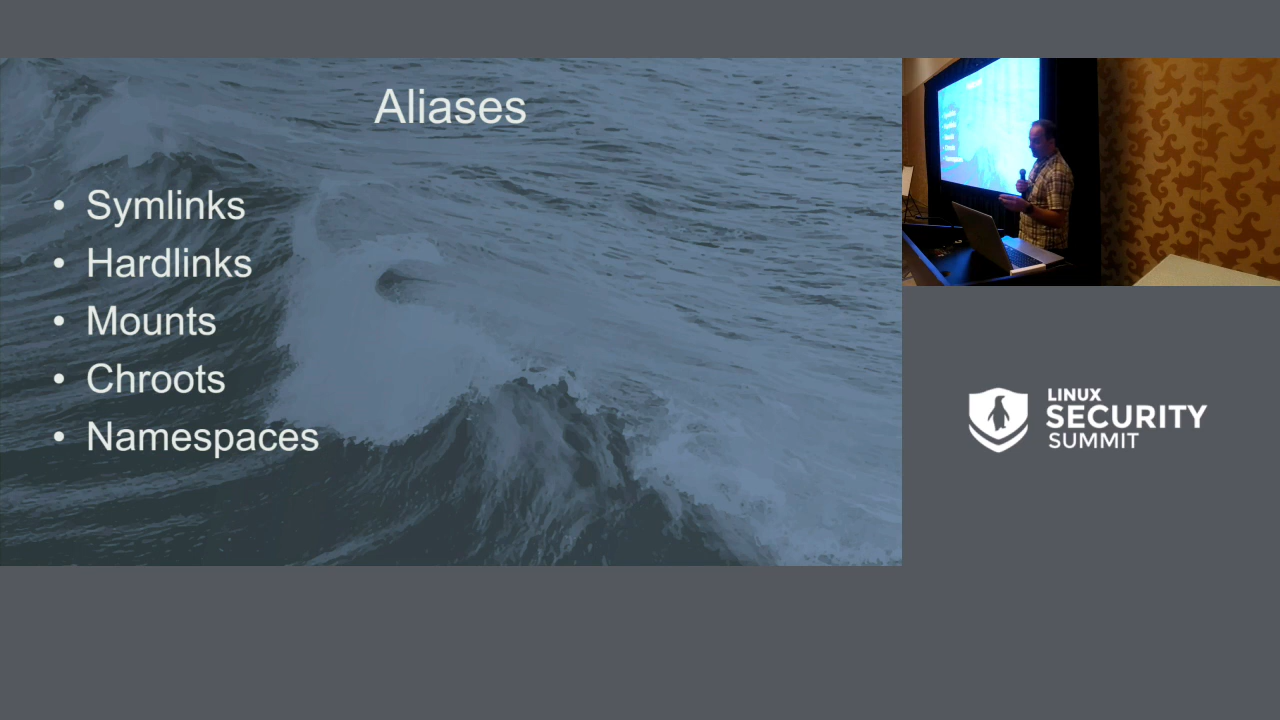 Aliases
• Symlinks
• Hardlinks
• Mounts
• Chroots
• Namespaces
LINUX
SECURITY
SUMMIT